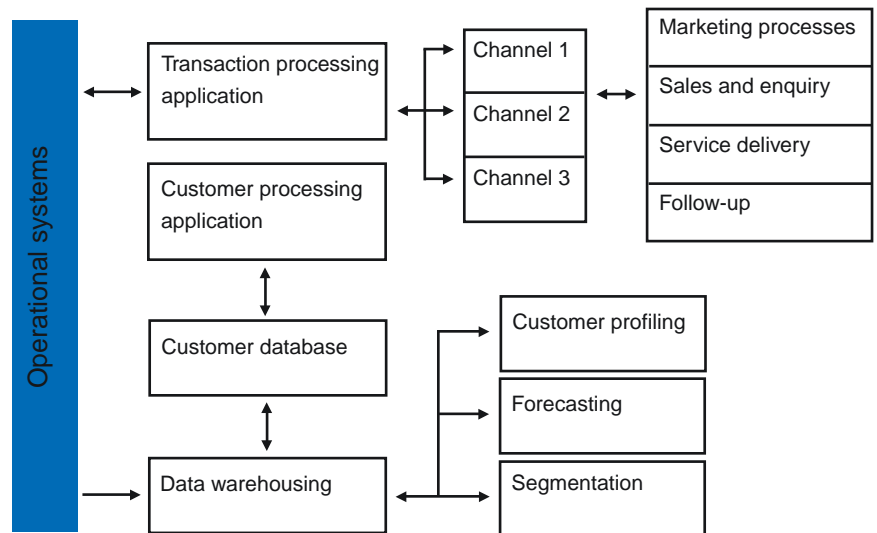 Operational systems
Transaction processing
application
Customer processing
application
Customer database
Data warehousing
Channel 1
Channel 2
Channel 3
Marketing processes
Sales and enquiry
Service delivery
Follow-up
Customer profiling
Forecasting
Segmentation